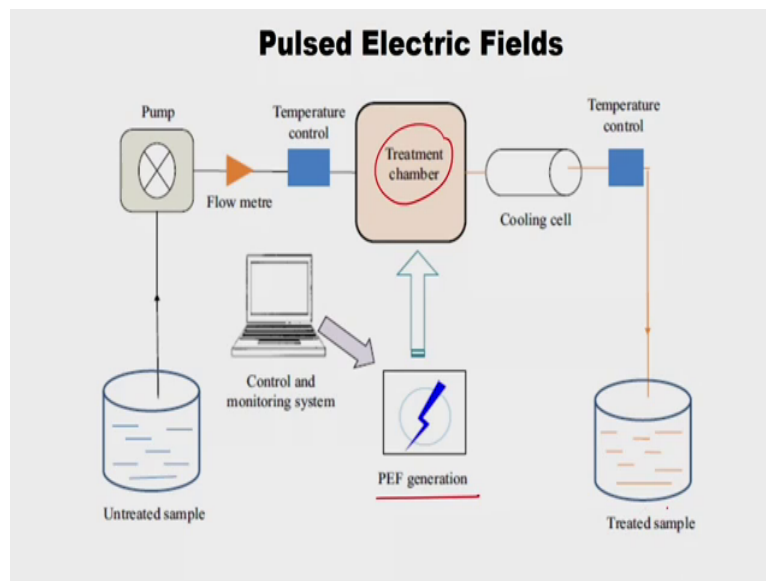 Pulsed Electric Fields
Pump
Temperature
control
Temperature
control
Treatment
chamber
Flow metre
Cooling cell
Control and
monitoring system
PEF generation
Untreated sample
Treated sample